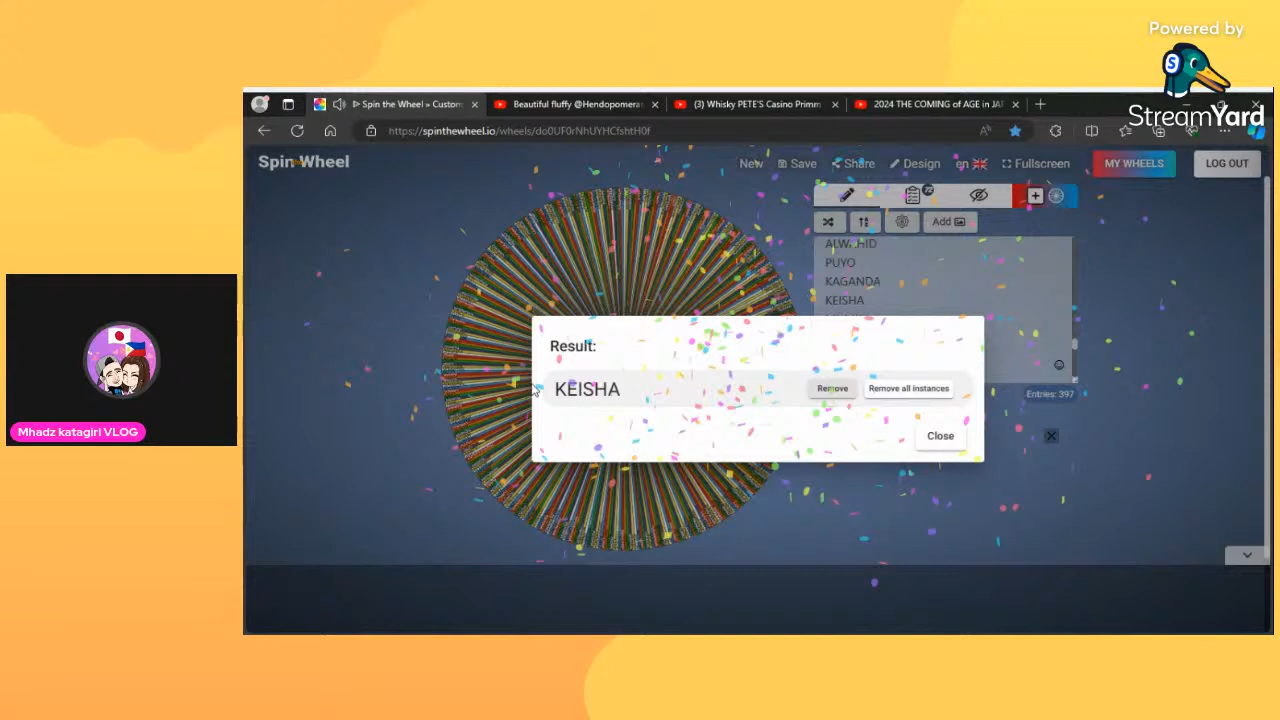 Powered by
S
StreamYard
Spin the Wheel » Custom
Beautiful fluffy @Hendopomera
(3) Whisky PETE'S Casino Primm
2024 THE COMING of AGE in JA
https://spinthewheel.io/wheels/do0UF0rNhUYHCfshtH0f
Spin Wheel
New
Save
Share
Design
en
Fullscreen
MY WHEELS
LOG OUT
72
Add
PUYO
KAGANDA
KEISHA
Result:
KEISHA
Remove
Remove all instances
Close
Entries: 397
Mhadz katagiri VLOG